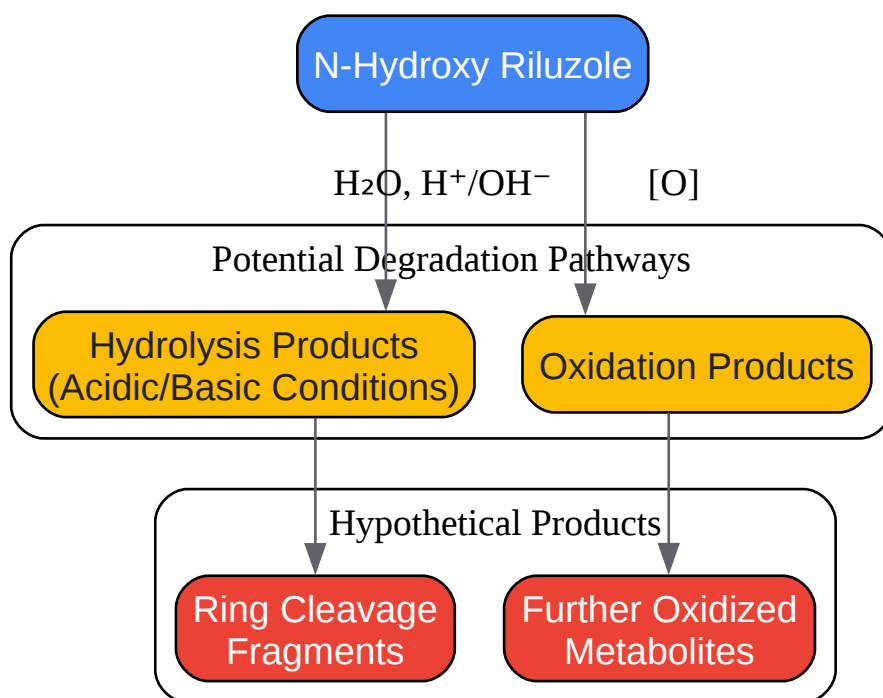 N-Hydroxy Riluzole
H₂O, H⁺/OH⁻ [O]
Potential Degradation Pathways
Hydrolysis Products
(Acidic/Basic Conditions)
Oxidation Products
Hypothetical Products
Ring Cleavage
Fragments
Further Oxidized
Metabolites